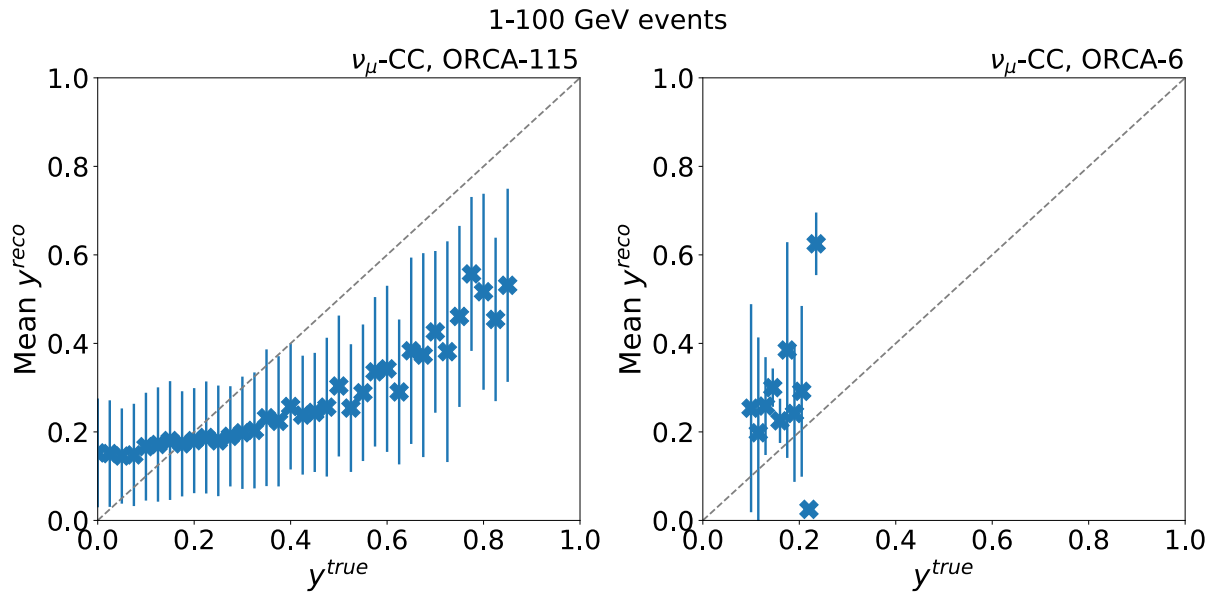 1-100 GeV events
ν_μ-CC, ORCA-115
1.0
0.8
0.6
0.4
0.2
0.0
Mean y^reco
0.0 0.2 0.4 0.6 0.8 1.0
y^true
ν_μ-CC, ORCA-6
1.0
0.8
0.6
0.4
0.2
0.0
Mean y^reco
0.0 0.2 0.4 0.6 0.8 1.0
y^true